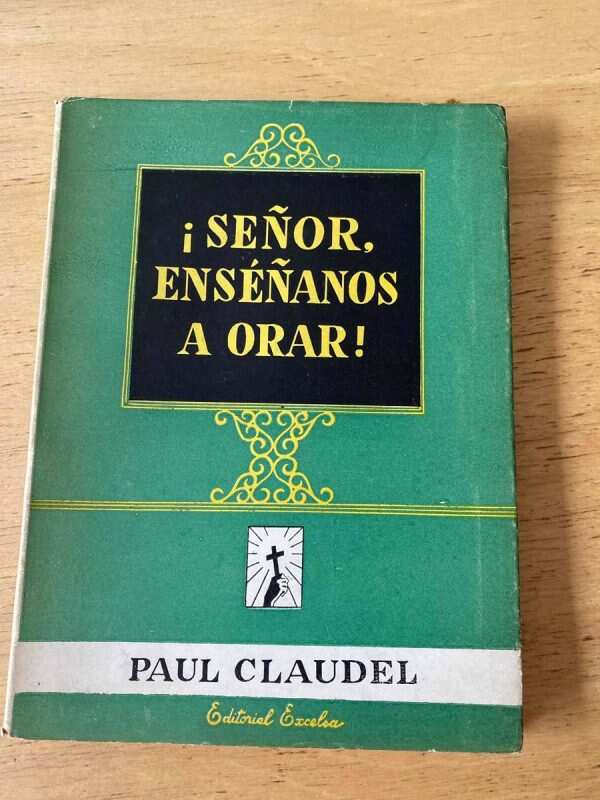 ¡SEÑOR,
ENSÉÑANOS
A ORAR!
PAUL CLAUDEL
Editorial Excelsa